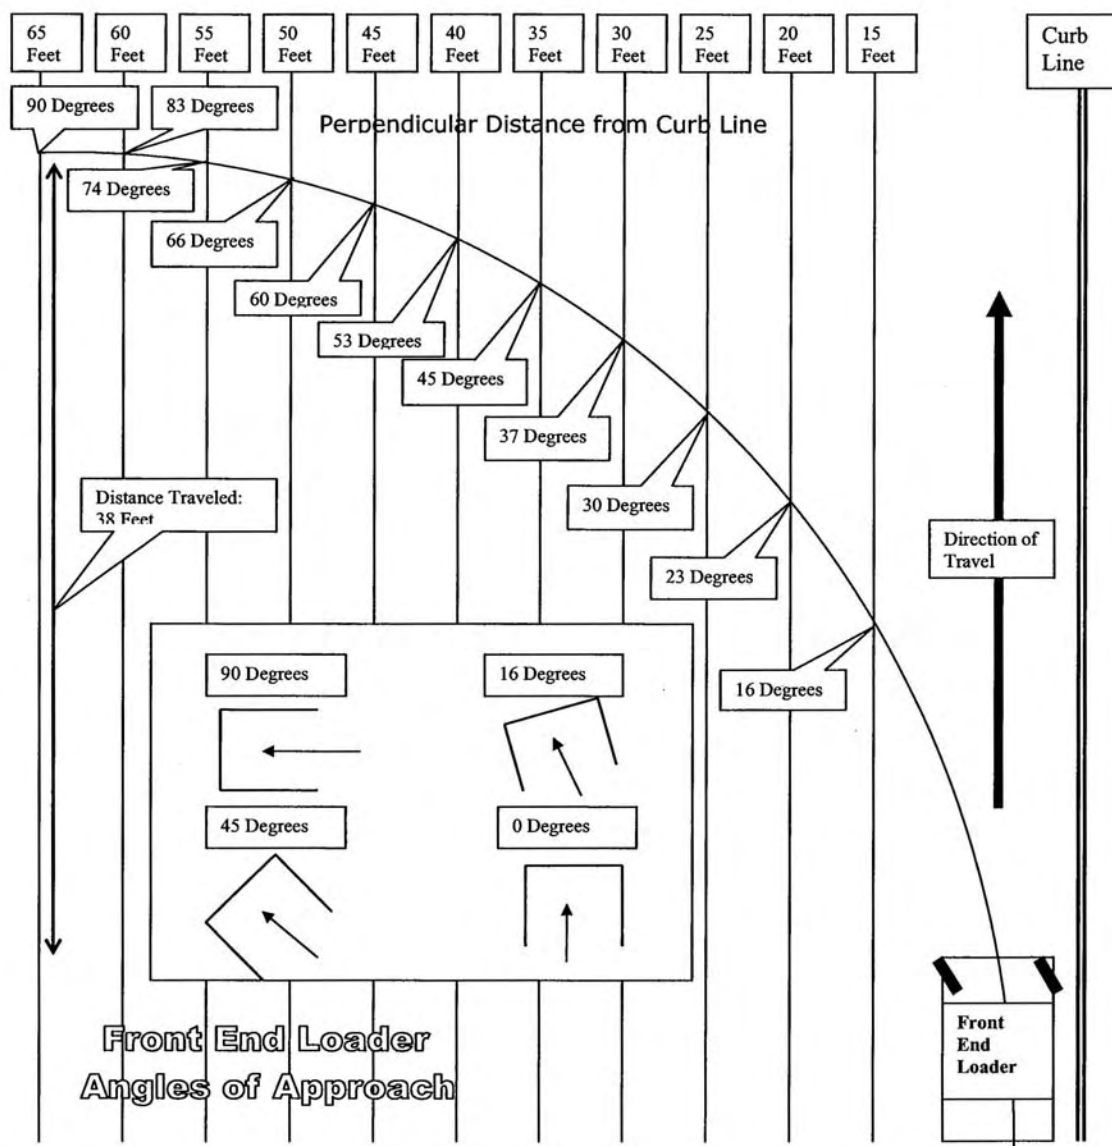 65
Feet
60
Feet
55
Feet
50
Feet
45
Feet
40
Feet
35
Feet
30
Feet
25
Feet
20
Feet
15
Feet
Curb
Line
90 Degrees
83 Degrees
Perpendicular Distance from Curb Line
74 Degrees
66 Degrees
60 Degrees
53 Degrees
45 Degrees
37 Degrees
30 Degrees
23 Degrees
16 Degrees
Distance Traveled:
38 Feet
Direction of
Travel
90 Degrees
16 Degrees
45 Degrees
0 Degrees
Front End Loader
Angles of Approach
Front
End
Loader